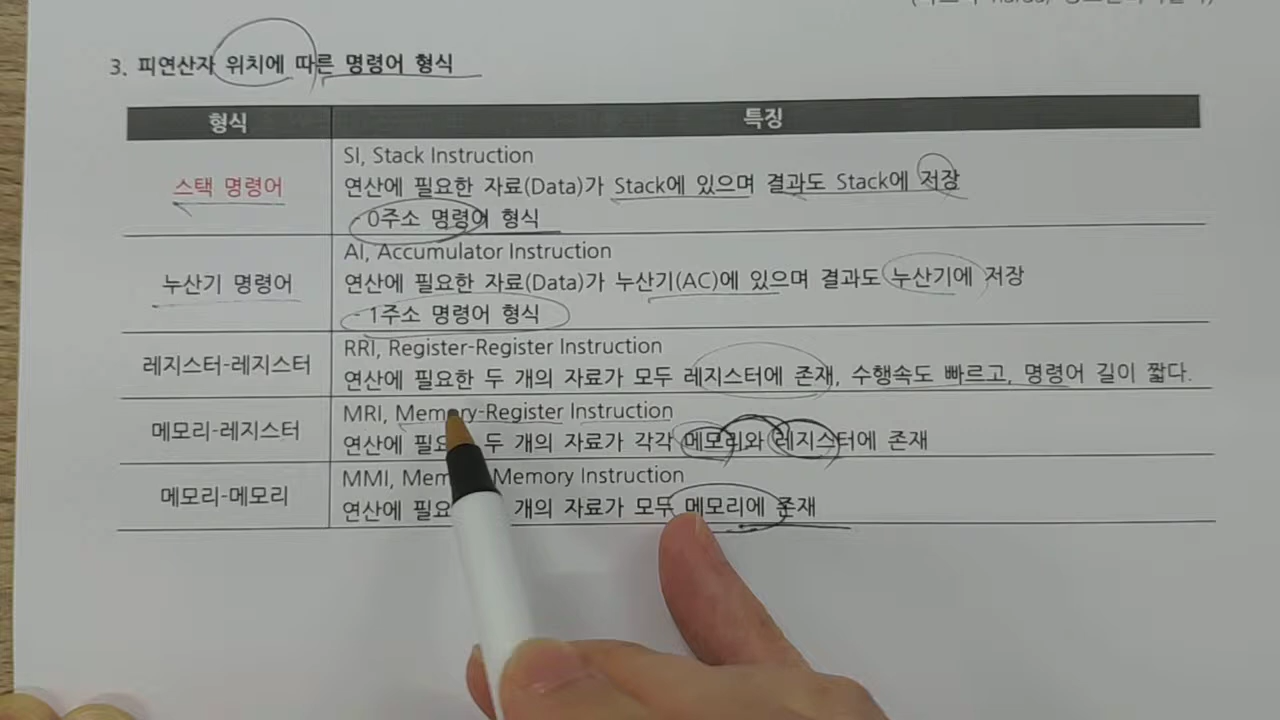 3. 피연산자 위치에 따른 명령어 형식
형식 특징
스택 명령어
SI, Stack Instruction
연산에 필요한 자료(Data)가 Stack에 있으며 결과도 Stack에 저장
- 0주소 명령어 형식
누산기 명령어
AI, Accumulator Instruction
연산에 필요한 자료(Data)가 누산기(AC)에 있으며 결과도 누산기에 저장
- 1주소 명령어 형식
레지스터-레지스터
RRI, Register-Register Instruction
연산에 필요한 두 개의 자료가 모두 레지스터에 존재, 수행속도 빠르고, 명령어 길이 짧다.
메모리-레지스터
MRI, Memory-Register Instruction
연산에 두 개의 자료가 각각 메모리와 레지스터에 존재
메모리-메모리
MMI, Memory Instruction
연산에 개의 자료가 모두 메모리에 존재